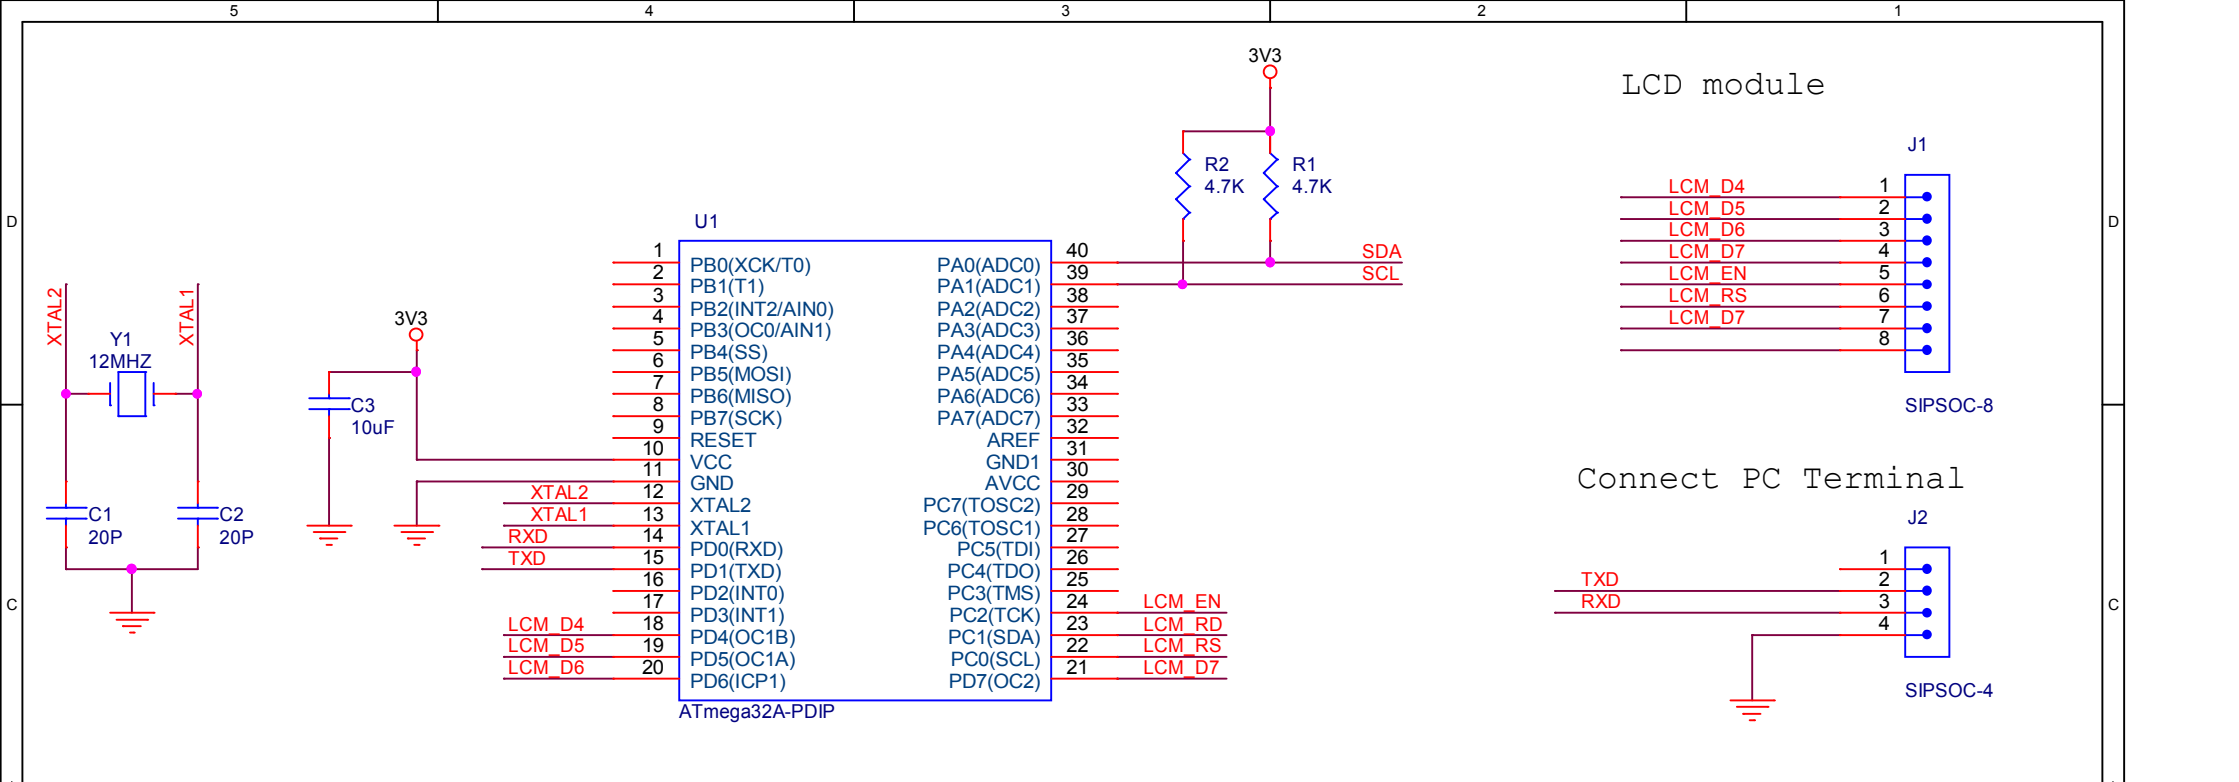 5 4 3 2 1
D D
C C
LCD module
J1
LCM_D4 1
LCM_D5 2
LCM_D6 3
LCM_D7 4
LCM_EN 5
LCM_RS 6
LCM_D7 7
8
SIPSOC-8
Connect PC Terminal
J2
1
TXD 2
RXD 3
4
SIPSOC-4
3V3
R2
4.7K
R1
4.7K
SDA
SCL
XTAL2
XTAL1
Y1
12MHZ
C1
20P
C2
20P
3V3
C3
10uF
U1
1 PB0(XCK/T0) PA0(ADC0) 40
2 PB1(T1) PA1(ADC1) 39
3 PB2(INT2/AIN0) PA2(ADC2) 38
4 PB3(OC0/AIN1) PA3(ADC3) 37
5 PB4(SS) PA4(ADC4) 36
6 PB5(MOSI) PA5(ADC5) 35
7 PB6(MISO) PA6(ADC6) 34
8 PB7(SCK) PA7(ADC7) 33
9 RESET AREF 32
10 VCC GND1 31
11 GND AVCC 30
XTAL2 12 XTAL2 PC7(TOSC2) 29
XTAL1 13 XTAL1 PC6(TOSC1) 28
RXD 14 PD0(RXD) PC5(TDI) 27
TXD 15 PD1(TXD) PC4(TDO) 26
16 PD2(INT0) PC3(TMS) 25
17 PD3(INT1) PC2(TCK) 24 LCM_EN
LCM_D4 18 PD4(OC1B) PC1(SDA) 23 LCM_RD
LCM_D5 19 PD5(OC1A) PC0(SCL) 22 LCM_RS
LCM_D6 20 PD6(ICP1) PD7(OC2) 21 LCM_D7
ATmega32A-PDIP